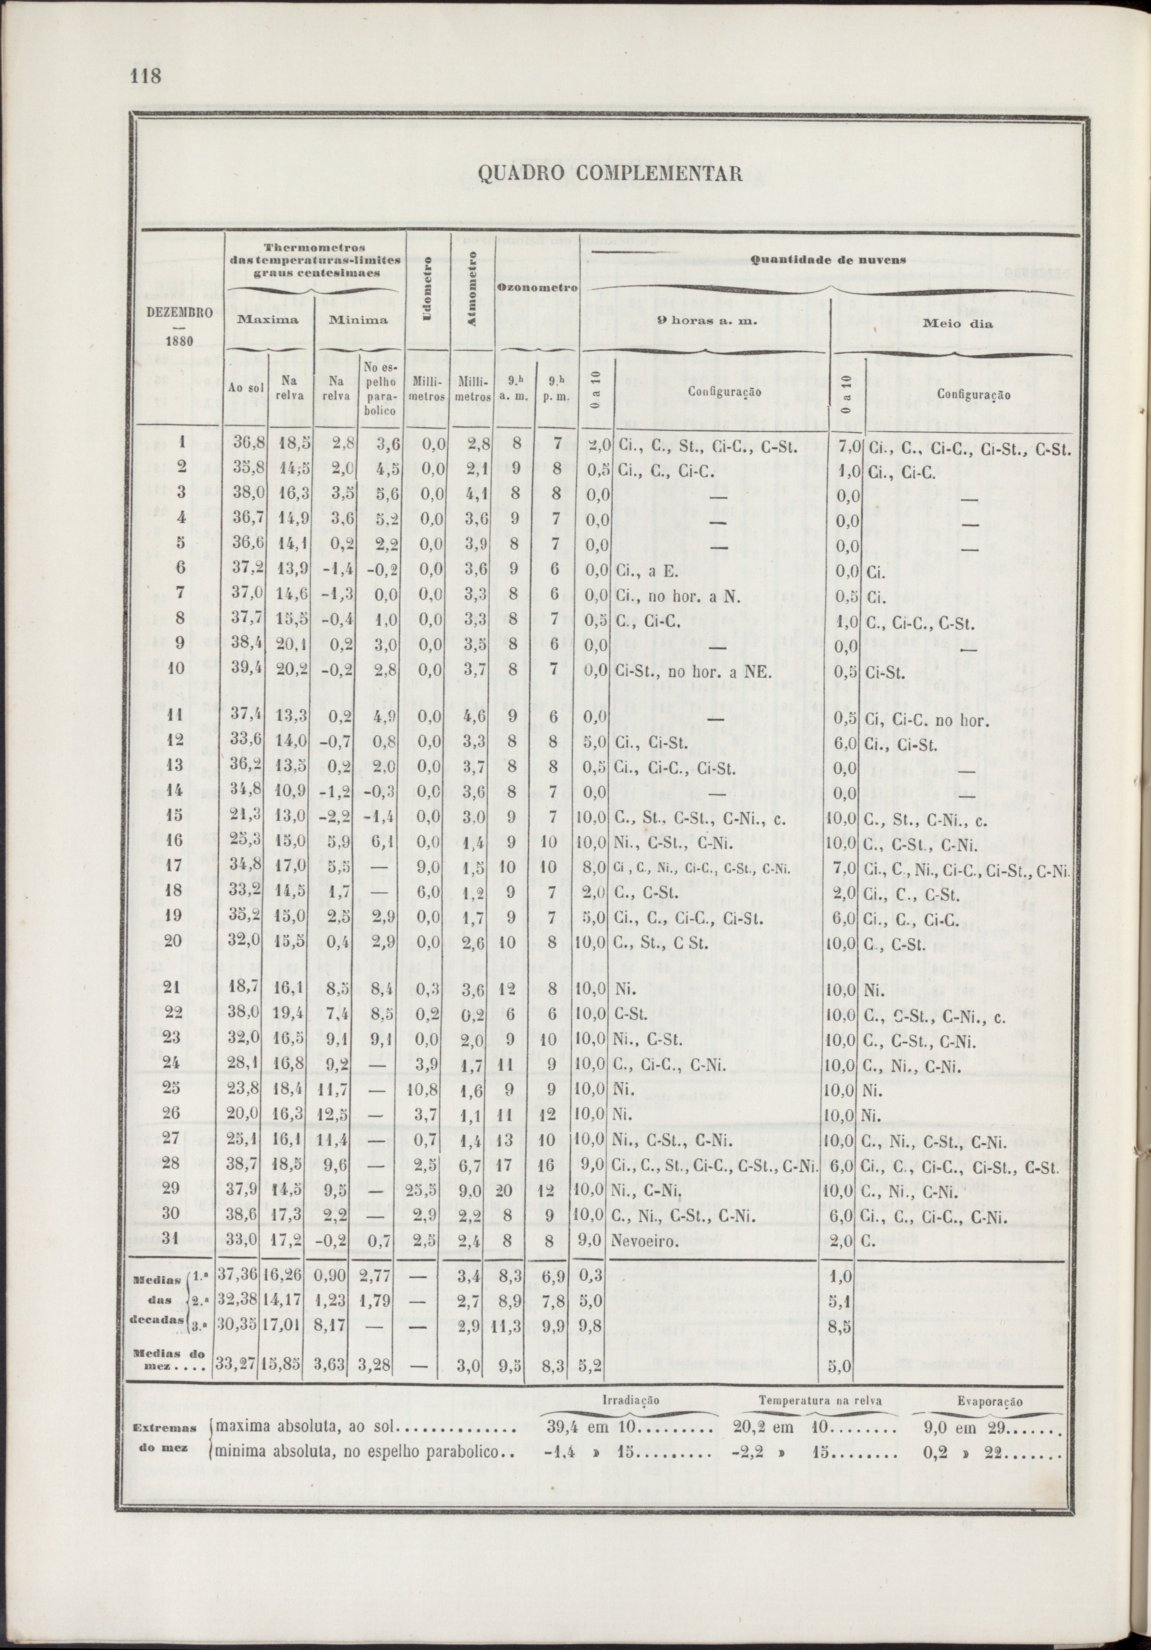 118
QUADRO COMPLEMENTAR
DEZEMBRO
—
1880
Thermometros
das temperaturas-limites
graus centesimaes
Udometro
Atmometro
Ozonometro
Quantidade de nuvens
Maxima Minima
9 horas a. m. Meio dia
Ao sol Na relva Na relva No espelho parabolico Millimetros Millimetros 9.h a. m. 9.h p. m. 0 a 10 Configuração 0 a 10 Configuração
1 36,8 18,5 2,8 3,6 0,0 2,8 8 7 2,0 Ci., C., St., Ci-C., C-St. 7,0 Ci., C., Ci-C., Ci-St., C-St.
2 35,8 14,5 2,0 4,5 0,0 2,1 9 8 0,5 Ci., C., Ci-C. 1,0 Ci., Ci-C.
3 38,0 16,3 3,5 5,6 0,0 4,1 8 8 0,0 — 0,0 —
4 36,7 14,9 3,6 5,2 0,0 3,6 9 7 0,0 — 0,0 —
5 36,6 14,1 0,2 2,2 0,0 3,9 8 7 0,0 — 0,0 —
6 37,2 13,9 -1,4 -0,2 0,0 3,6 9 6 0,0 Ci., a E. 0,0 Ci.
7 37,0 14,6 -1,3 0,0 0,0 3,3 8 6 0,0 Ci., no hor. a N. 0,5 Ci.
8 37,7 15,5 -0,4 1,0 0,0 3,3 8 7 0,5 C., Ci-C. 1,0 C., Ci-C., C-St.
9 38,4 20,1 0,2 3,0 0,0 3,5 8 6 0,0 — 0,0 —
10 39,4 20,2 -0,2 2,8 0,0 3,7 8 7 0,0 Ci-St., no hor. a NE. 0,5 Ci-St.
11 37,4 13,3 0,2 4,9 0,0 4,6 9 6 0,0 — 0,5 Ci, Ci-C. no hor.
12 33,6 14,0 -0,7 0,8 0,0 3,3 8 8 5,0 Ci., Ci-St. 6,0 Ci., Ci-St.
13 36,2 13,5 0,2 2,0 0,0 3,7 8 8 0,5 Ci., Ci-C., Ci-St. 0,0 —
14 34,8 10,9 -1,2 -0,3 0,0 3,6 8 7 0,0 — 0,0 —
15 21,3 13,0 -2,2 -1,4 0,0 3,0 9 7 10,0 C., St., C-St., C-Ni., c. 10,0 C., St., C-Ni., c.
16 25,3 15,0 5,9 6,1 0,0 1,4 9 10 10,0 Ni., C-St., C-Ni. 10,0 C., C-St., C-Ni.
17 34,8 17,0 5,5 — 9,0 1,5 10 10 8,0 Ci., C., Ni., Ci-C., C-St., C-Ni. 7,0 Ci., C., Ni., Ci-C., Ci-St., C-Ni.
18 33,2 14,5 1,7 — 6,0 1,2 9 7 2,0 C., C-St. 2,0 Ci., C., C-St.
19 35,2 15,0 2,5 2,9 0,0 1,7 9 7 5,0 Ci., C., Ci-C., Ci-St. 6,0 Ci., C., Ci-C.
20 32,0 15,5 0,4 2,9 0,0 2,6 10 8 10,0 C., St., C St. 10,0 C., C-St.
21 18,7 16,1 8,5 8,4 0,3 3,6 12 8 10,0 Ni. 10,0 Ni.
22 38,0 19,4 7,4 8,5 0,2 0,2 6 6 10,0 C-St. 10,0 C., C-St., C-Ni., c.
23 32,0 16,5 9,1 9,1 0,0 2,0 9 10 10,0 Ni., C-St. 10,0 C., C-St., C-Ni.
24 28,1 16,8 9,2 — 3,9 1,7 11 9 10,0 C., Ci-C., C-Ni. 10,0 C., Ni., C-Ni.
25 23,8 18,4 11,7 — 10,8 1,6 9 9 10,0 Ni. 10,0 Ni.
26 20,0 16,3 12,5 — 3,7 1,1 11 12 10,0 Ni. 10,0 Ni.
27 25,1 16,1 11,4 — 0,7 1,4 13 10 10,0 Ni., C-St., C-Ni. 10,0 C., Ni., C-St., C-Ni.
28 38,7 18,5 9,6 — 2,5 6,7 17 16 9,0 Ci., C., St., Ci-C., C-St., C-Ni. 6,0 Ci., C., Ci-C., Ci-St., C-St.
29 37,9 14,5 9,5 — 25,5 9,0 20 12 10,0 Ni., C-Ni. 10,0 C., Ni., C-Ni.
30 38,6 17,3 2,2 — 2,9 2,2 8 9 10,0 C., Ni., C-St., C-Ni. 6,0 Ci., C., Ci-C., C-Ni.
31 33,0 17,2 -0,2 0,7 2,5 2,4 8 8 9,0 Nevoeiro. 2,0 C.
Medias das decadas
1.ª 37,36 16,26 0,90 2,77 — 3,4 8,3 6,9 0,3 1,0
2.ª 32,38 14,17 1,23 1,79 — 2,7 8,9 7,8 5,0 5,1
3.ª 30,35 17,01 8,17 — — 2,9 11,3 9,9 9,8 8,5
Medias do mez.... 33,27 15,85 3,63 3,28 — 3,0 9,5 8,3 5,2 5,0
Irradiação Temperatura na relva Evaporação
Extremas do mez
maxima absoluta, ao sol.............. 39,4 em 10......... 20,2 em 10........ 9,0 em 29.......
minima absoluta, no espelho parabolico.. -1,4 » 15......... -2,2 » 15........ 0,2 » 22.......